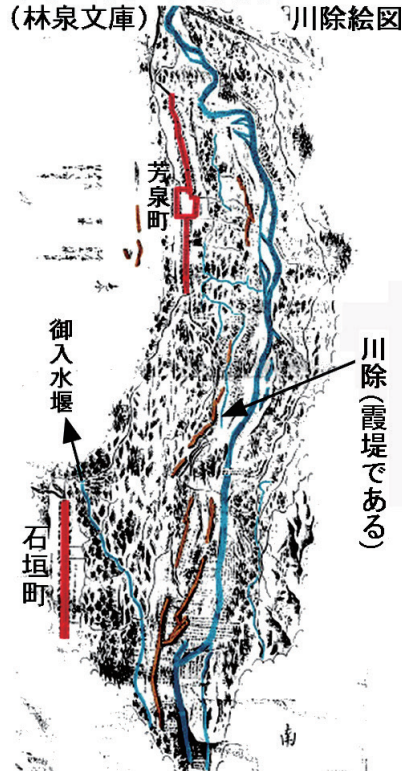 (林泉文庫)
川除絵図
芳泉町
御入水堰
川除(霞堤である)
石垣町
南